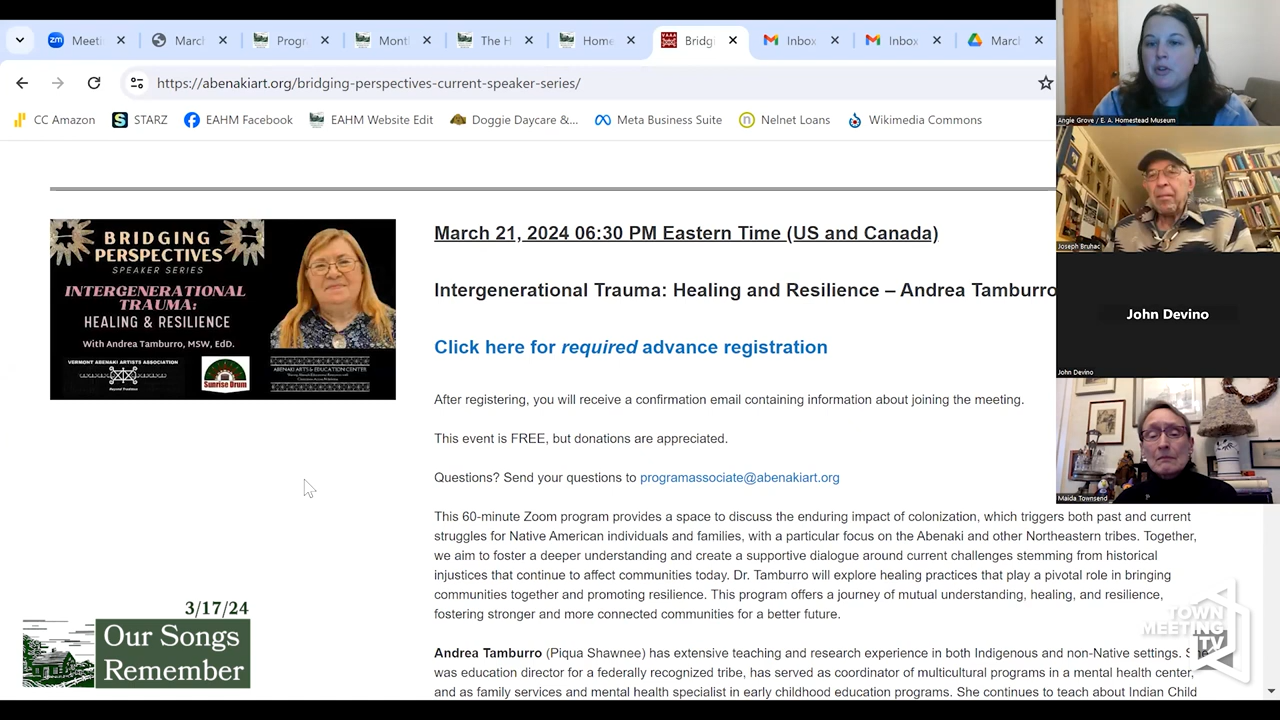 Meeti
March
Progr
Month
The H
Home
Bridgi
Inbox
Inbox
March
https://abenakiart.org/bridging-perspectives-current-speaker-series/
CC Amazon
STARZ
EAHM Facebook
EAHM Website Edit
Doggie Daycare &...
Meta Business Suite
Nelnet Loans
Wikimedia Commons
BRIDGING
PERSPECTIVES
SPEAKER SERIES
INTERGENERATIONAL
TRAUMA:
HEALING & RESILIENCE
With Andrea Tamburro, MSW, EdD.
VERMONT ABENAKI ARTISTS ASSOCIATION
Sunrise Drum
ABENAKI ARTS & EDUCATION CENTER
March 21, 2024 06:30 PM Eastern Time (US and Canada)
Intergenerational Trauma: Healing and Resilience – Andrea Tamburro
Click here for required advance registration
After registering, you will receive a confirmation email containing information about joining the meeting.
This event is FREE, but donations are appreciated.
Questions? Send your questions to programassociate@abenakiart.org
This 60-minute Zoom program provides a space to discuss the enduring impact of colonization, which triggers both past and current
struggles for Native American individuals and families, with a particular focus on the Abenaki and other Northeastern tribes. Together,
we aim to foster a deeper understanding and create a supportive dialogue around current challenges stemming from historical
injustices that continue to affect communities today. Dr. Tamburro will explore healing practices that play a pivotal role in bringing
communities together and promoting resilience. This program offers a journey of mutual understanding, healing, and resilience,
fostering stronger and more connected communities for a better future.
Andrea Tamburro (Piqua Shawnee) has extensive teaching and research experience in both Indigenous and non-Native settings. She
was education director for a federally recognized tribe, has served as coordinator of multicultural programs in a mental health center,
and as family services and mental health specialist in early childhood education programs. She continues to teach about Indian Child
Angie Grove / E. A. Homestead Museum
Joseph Bruhac
John Devino
John Devino
Maida Townsend
3/17/24
Our Songs
Remember
TOWN
MEETING
TV